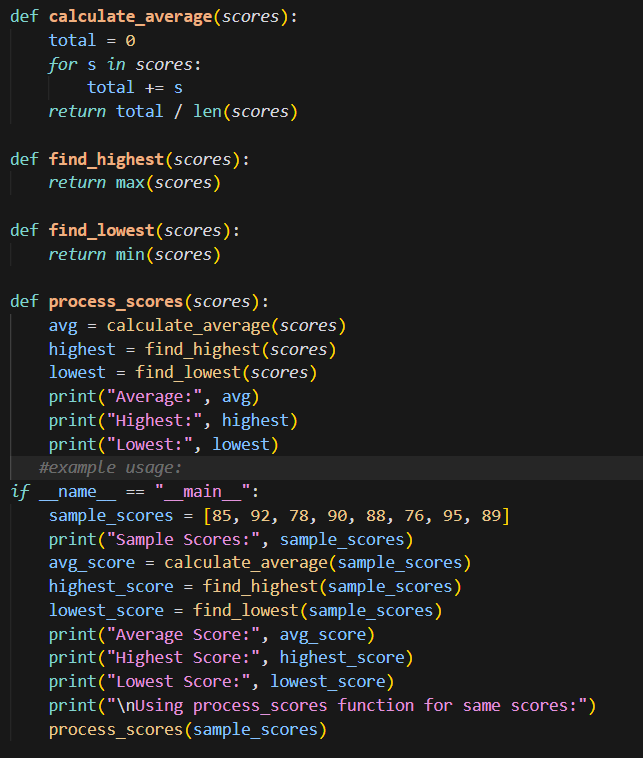 def calculate_average(scores):
    total = 0
    for s in scores:
        total += s
    return total / len(scores)

def find_highest(scores):
    return max(scores)

def find_lowest(scores):
    return min(scores)

def process_scores(scores):
    avg = calculate_average(scores)
    highest = find_highest(scores)
    lowest = find_lowest(scores)
    print("Average:", avg)
    print("Highest:", highest)
    print("Lowest:", lowest)
   #example usage:
if __name__ == "__main__":
    sample_scores = [85, 92, 78, 90, 88, 76, 95, 89]
    print("Sample Scores:", sample_scores)
    avg_score = calculate_average(sample_scores)
    highest_score = find_highest(sample_scores)
    lowest_score = find_lowest(sample_scores)
    print("Average Score:", avg_score)
    print("Highest Score:", highest_score)
    print("Lowest Score:", lowest_score)
    print("\nUsing process_scores function for same scores:")
    process_scores(sample_scores)